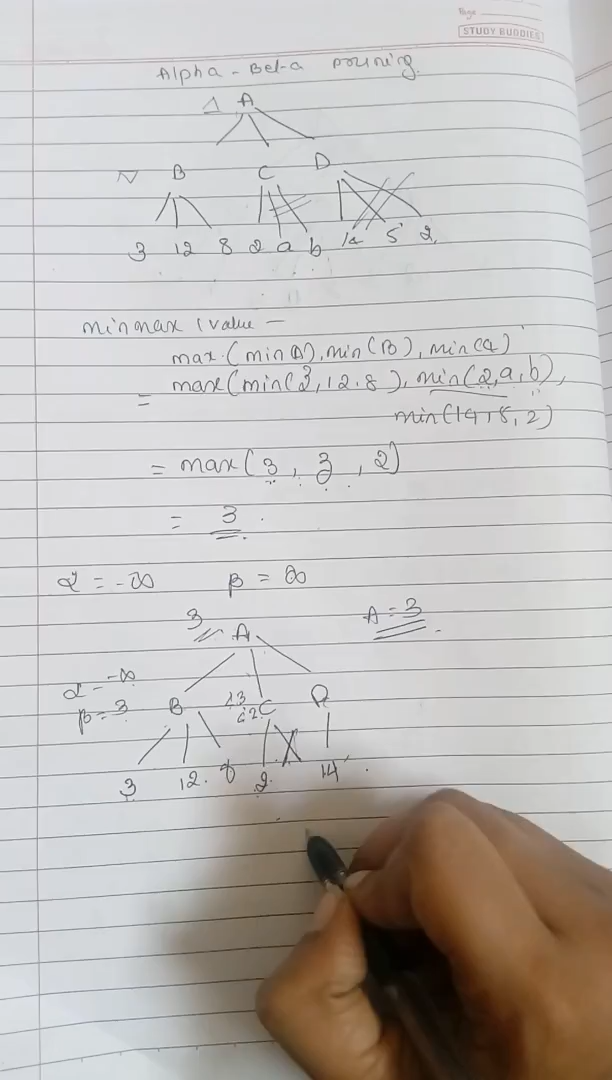 Page
STUDY BUDDIES
Alpha - Beta pruning.
A
B C D
3 12 8 2 a b 14 5 2
minmax (value -
max (min(A), min(B), min(C))
= max(min(3, 12, 8), min(2, a, b),
min(14, 5, 2)
= max(3, 3, 2)
= 3
α = -∞ β = ∞
3 A A = 3
α = -∞
β = 3 B C D
3 12 8 2 14